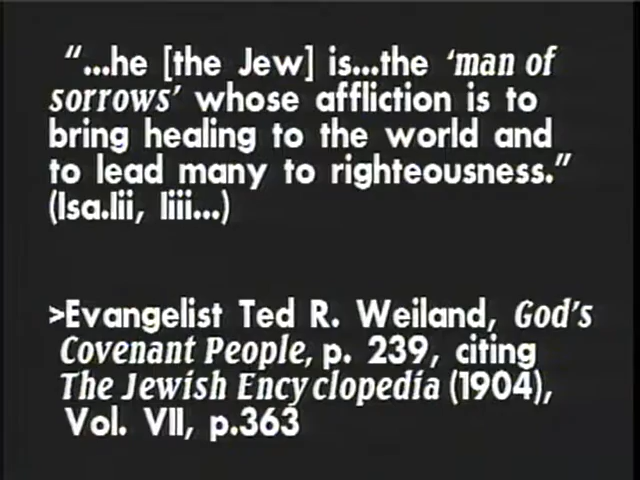 “...he [the Jew] is...the ‘man of
sorrows’ whose affliction is to
bring healing to the world and
to lead many to righteousness.”
(Isa.lii, liii...)
>Evangelist Ted R. Weiland, God’s
Covenant People, p. 239, citing
The Jewish Encyclopedia (1904),
Vol. VII, p.363